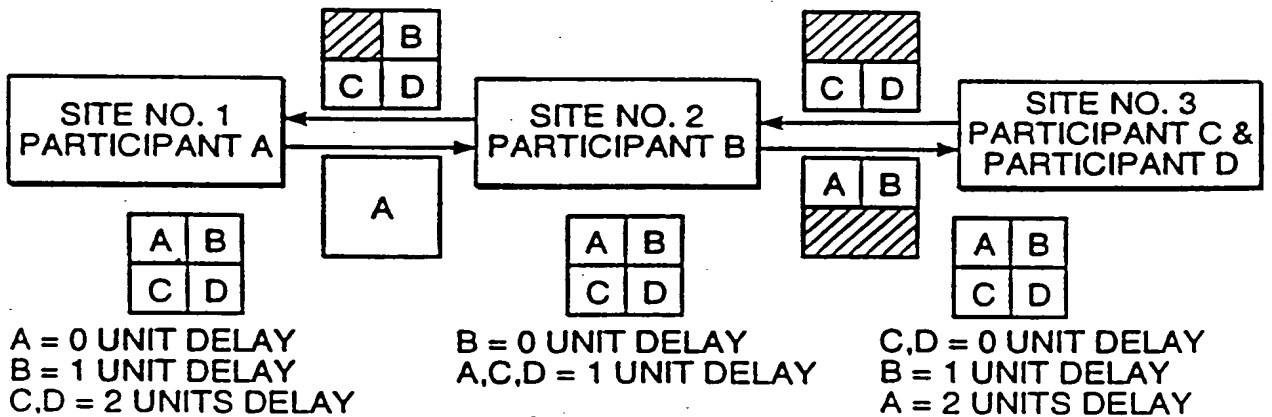 B
C D
C D
SITE NO. 1
PARTICIPANT A
SITE NO. 2
PARTICIPANT B
SITE NO. 3
PARTICIPANT C &
PARTICIPANT D
A
A B
A B
C D
A B
C D
A B
C D
A = 0 UNIT DELAY
B = 1 UNIT DELAY
C,D = 2 UNITS DELAY
B = 0 UNIT DELAY
A,C,D = 1 UNIT DELAY
C,D = 0 UNIT DELAY
B = 1 UNIT DELAY
A = 2 UNITS DELAY